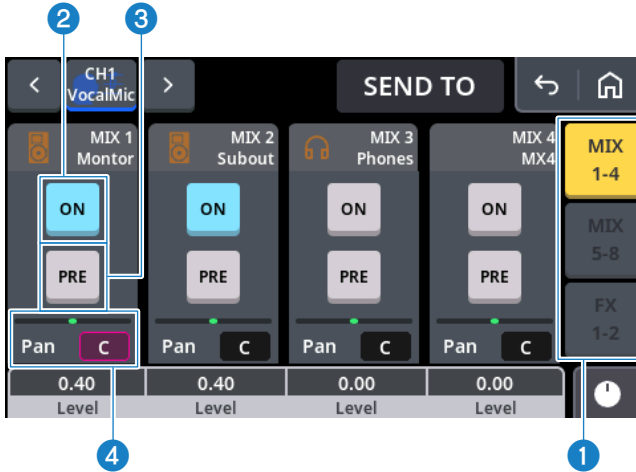 2
3
CH1
VocalMic
SEND TO
MIX 1
Montor
MIX 2
Subout
MIX 3
Phones
MIX 4
MX4
MIX
1-4
ON
ON
ON
ON
MIX
5-8
PRE
PRE
PRE
PRE
FX
1-2
Pan C
Pan C
Pan C
Pan C
0.40
0.40
0.00
0.00
Level
Level
Level
Level
4
1